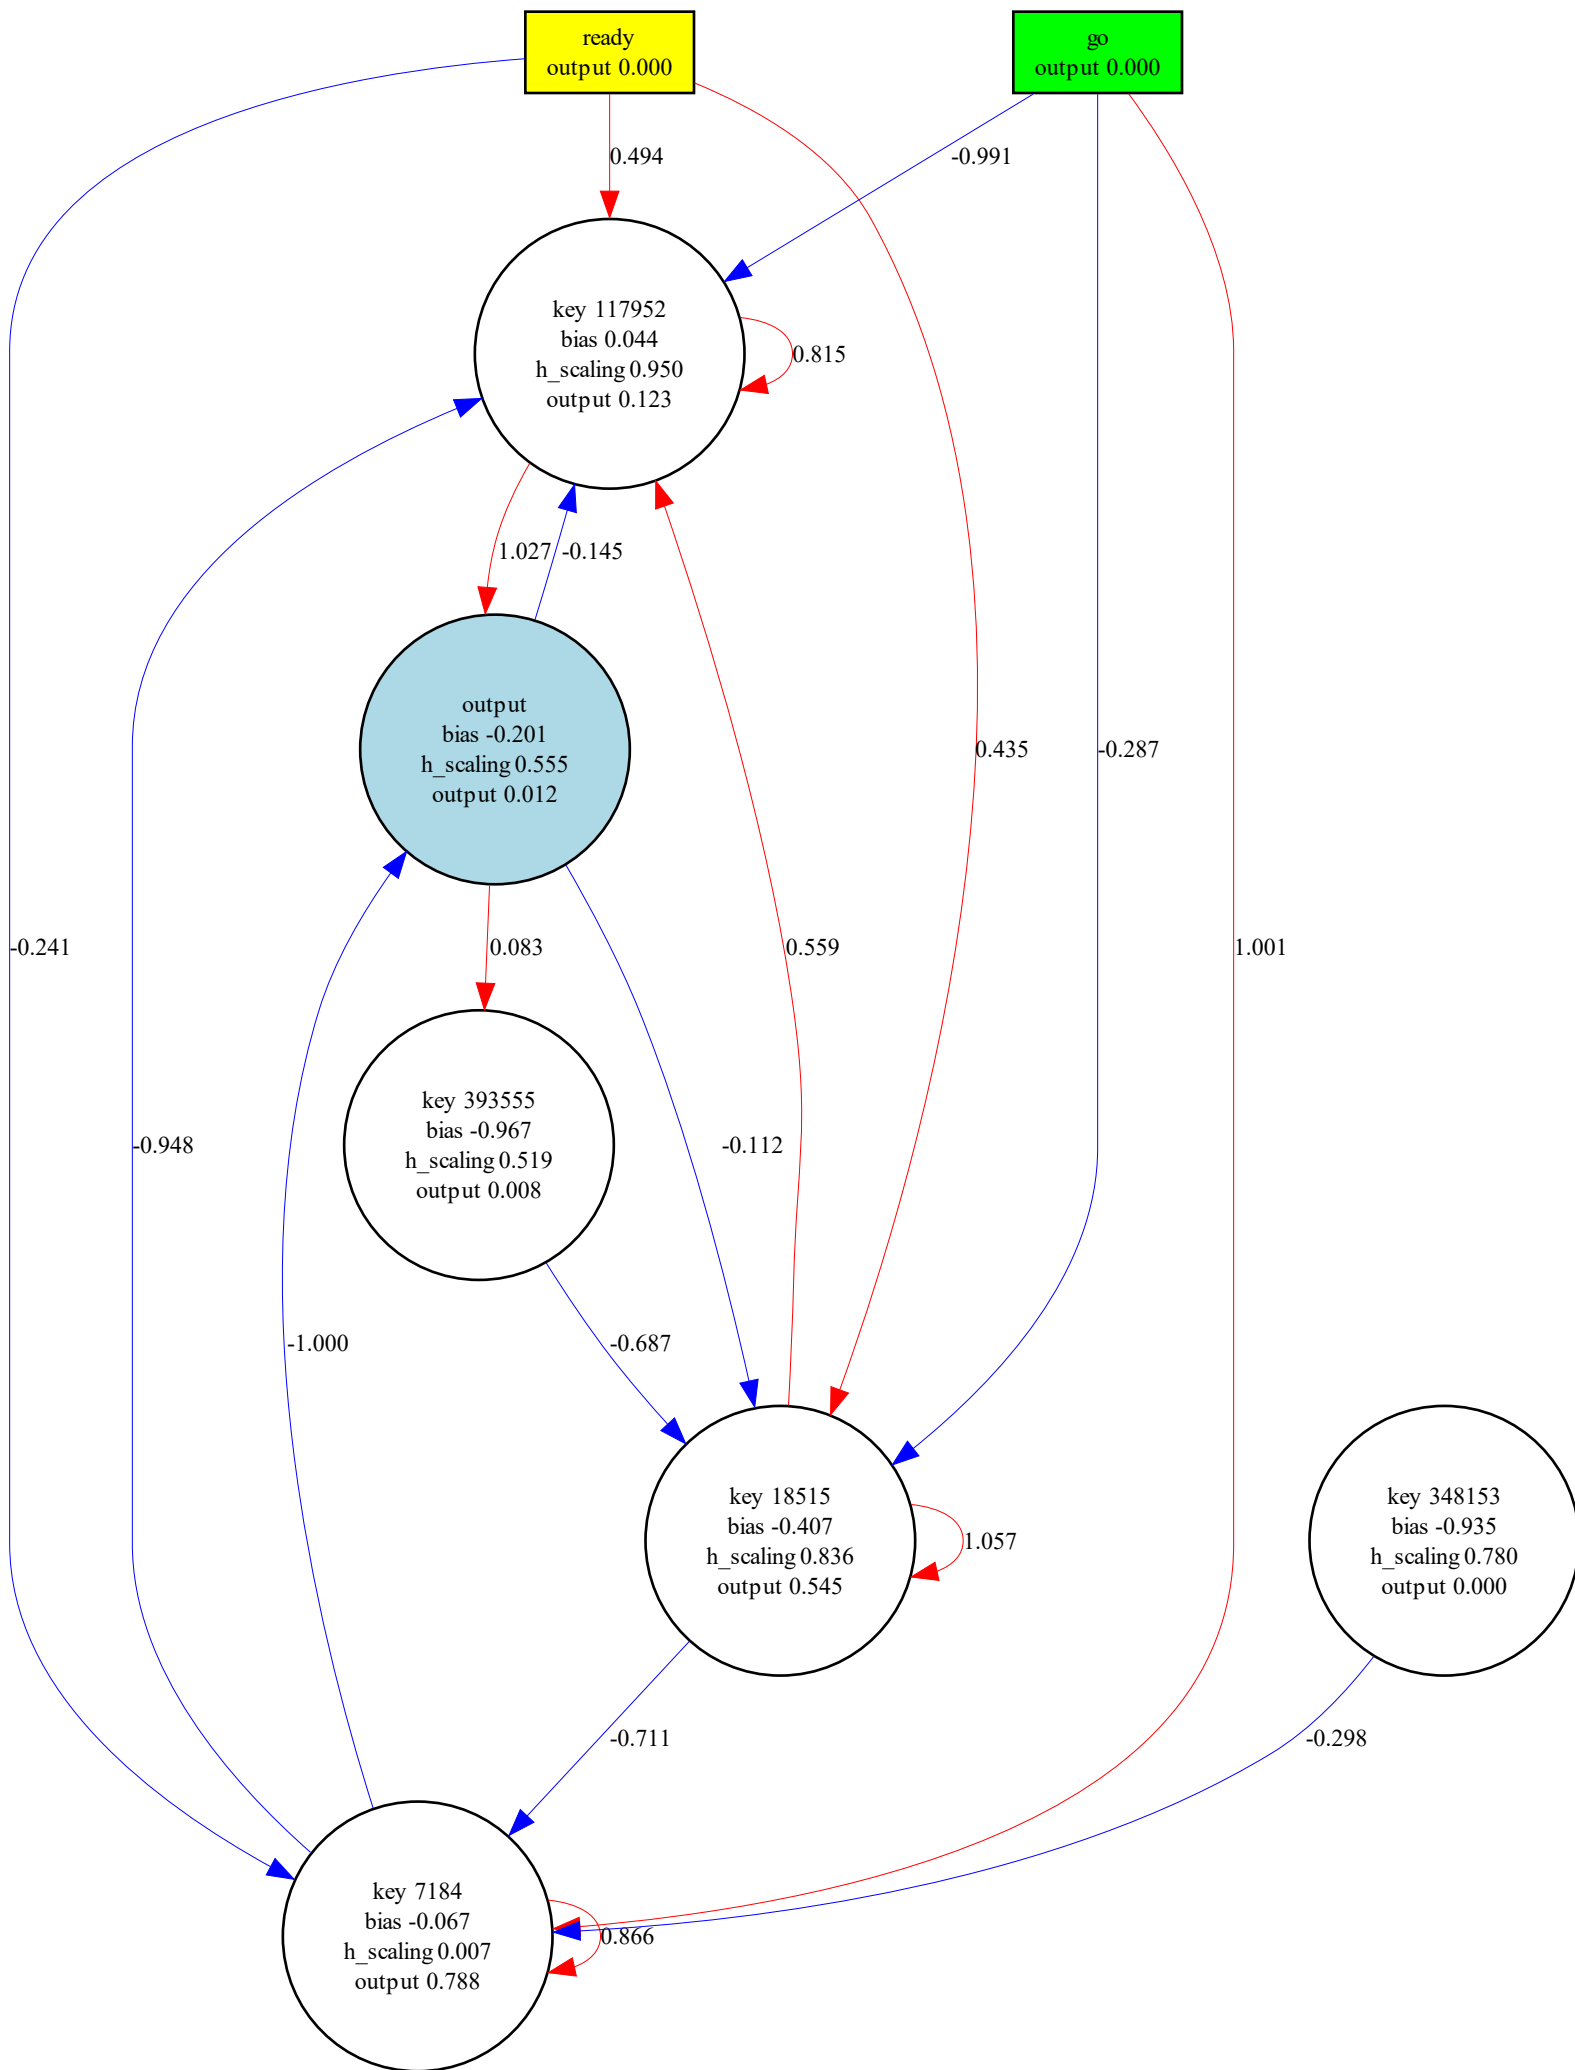 ready
output 0.000
go
output 0.000
0.494
-0.991
key 117952
bias 0.044
h_scaling 0.950
output 0.123
0.815
1.027
-0.145
output
bias -0.201
h_scaling 0.555
output 0.012
0.435
-0.287
-0.241
0.083
0.559
1.001
key 393555
bias -0.967
h_scaling 0.519
output 0.008
-0.948
-0.112
-1.000
-0.687
key 18515
bias -0.407
h_scaling 0.836
output 0.545
1.057
key 348153
bias -0.935
h_scaling 0.780
output 0.000
-0.711
-0.298
key 7184
bias -0.067
h_scaling 0.007
output 0.788
0.866